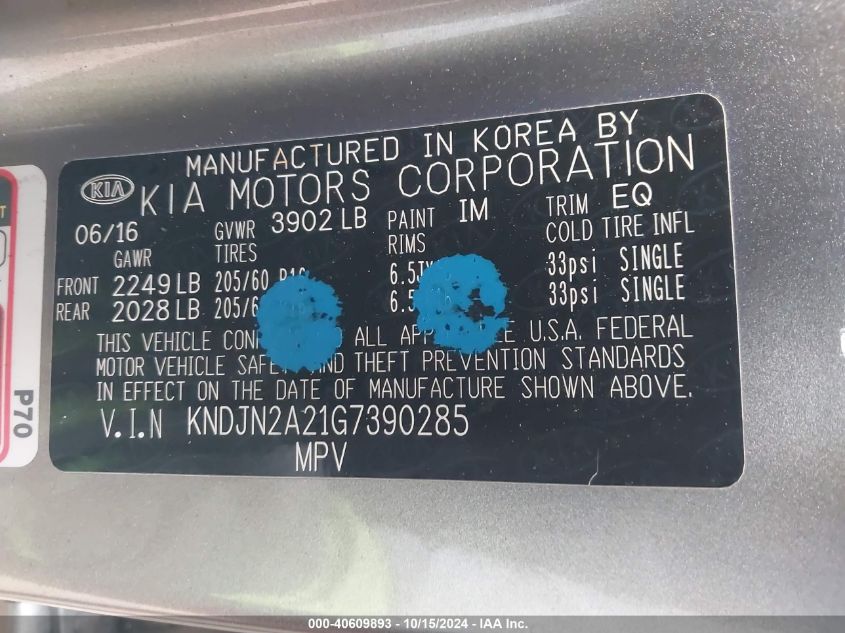 MANUFACTURED IN KOREA BY
KIA KIA MOTORS CORPORATION
06/16 GVWR 3902 LB PAINT IM TRIM EQ
GAWR TIRES RIMS COLD TIRE INFL
FRONT 2249 LB 205/60 33psi SINGLE
REAR 2028 LB 33psi SINGLE
THIS VEHICLE ALL U.S.A. FEDERAL
MOTOR VEHICLE THEFT PREVENTION STANDARDS
IN EFFECT ON THE DATE OF MANUFACTURE SHOWN ABOVE.
V.I.N KNDJN2A21G7390285
MPV
P70
000-40609893 - 10/15/2024 - IAA Inc.